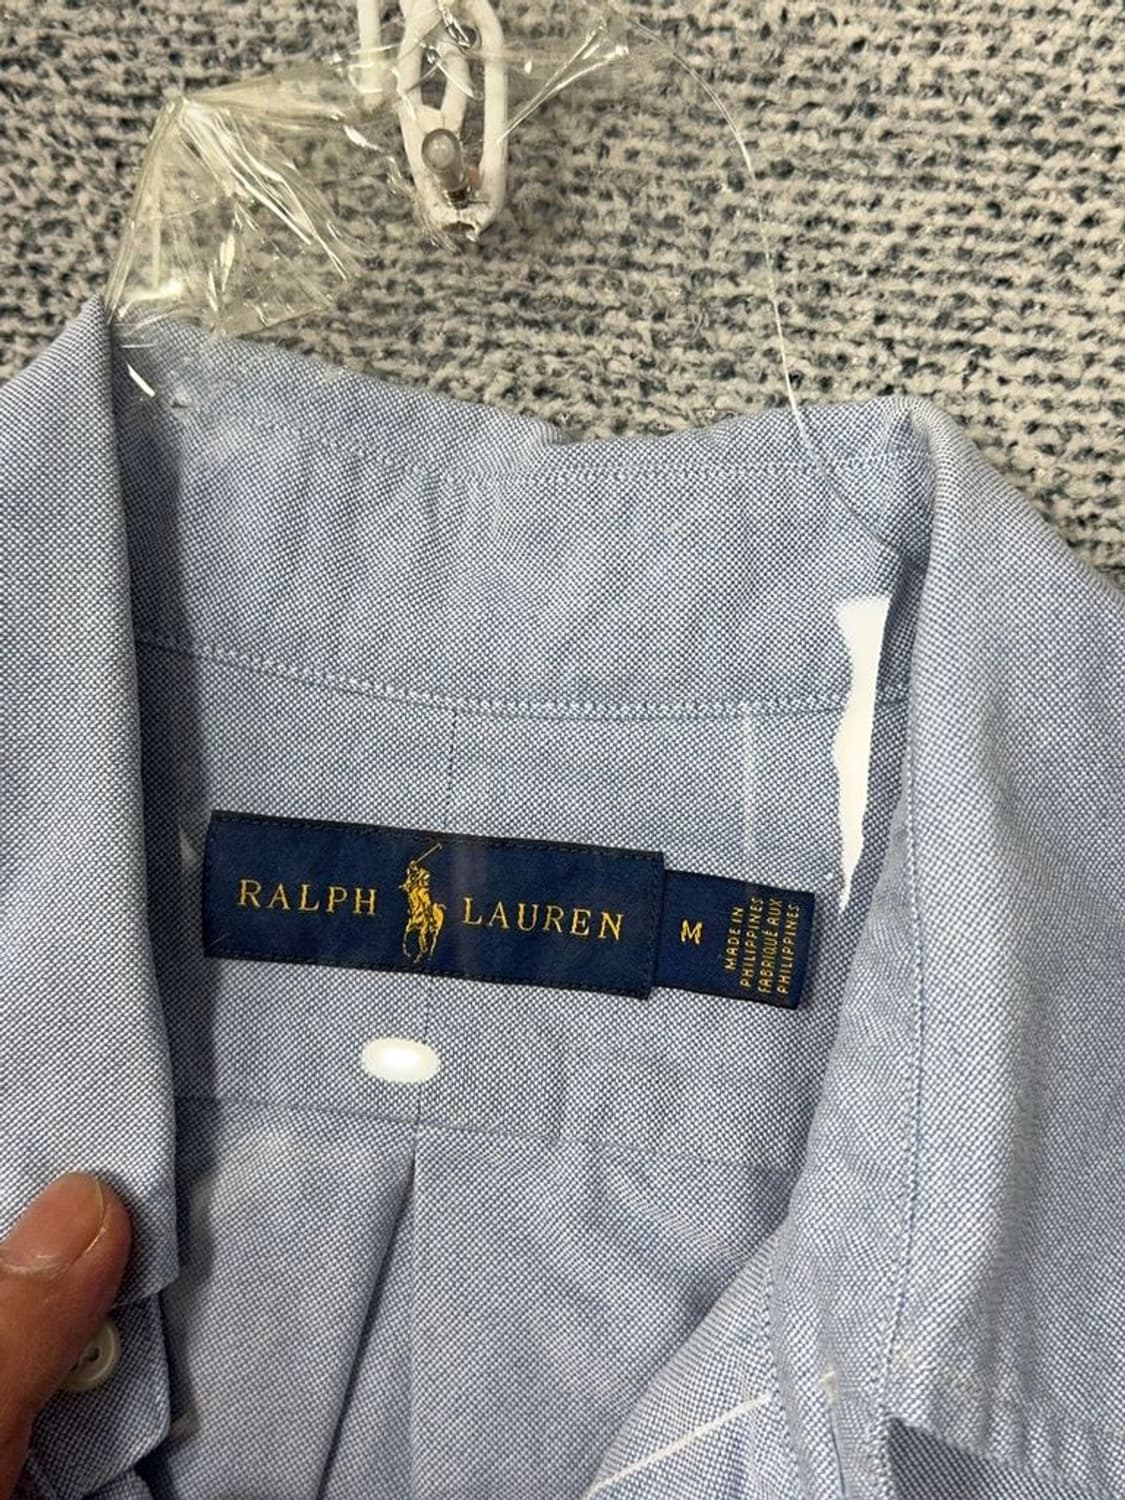 RALPH LAUREN
M
MADE IN
PHILIPPINES
FABRIQUÉ AUX
PHILIPPINES